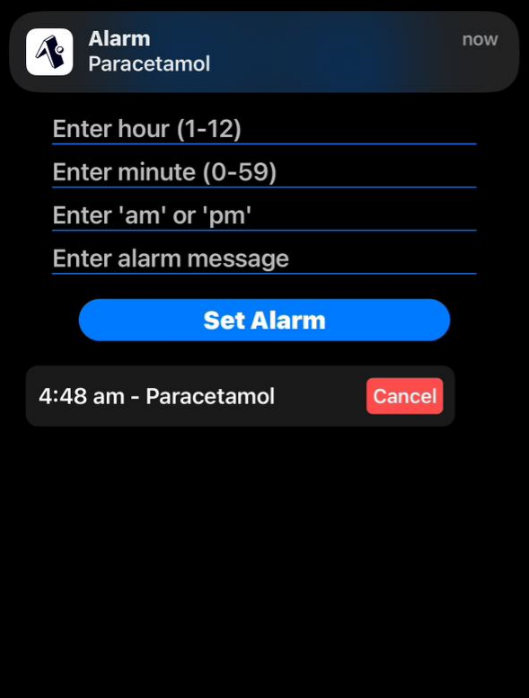 Alarm
now
Paracetamol
Enter hour (1-12)
Enter minute (0-59)
Enter 'am' or 'pm'
Enter alarm message
Set Alarm
4:48 am - Paracetamol
Cancel